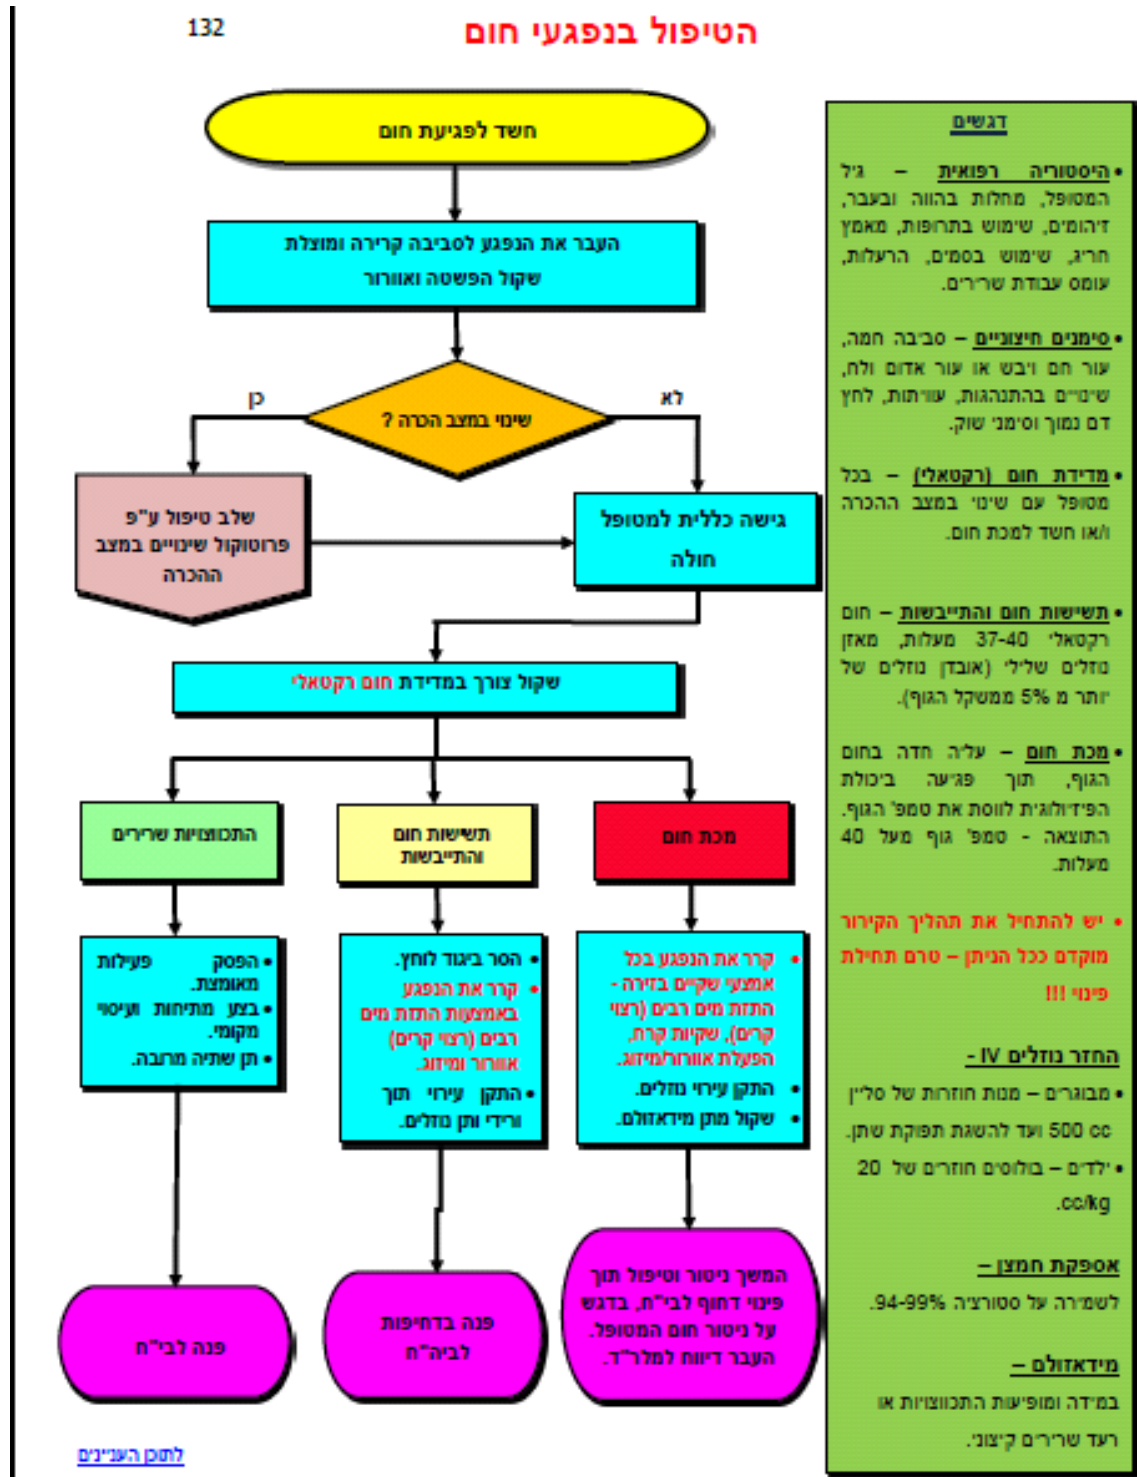 132
הטיפול בנפגעי חום
חשד לפגיעת חום
העבר את הנפגע לסביבה קרירה ומוצלת
שקול הפשטה ואוורור
שינוי במצב הכרה ?
כן
לא
שלב טיפול ע"פ
פרוטוקול שינויים במצב
ההכרה
גישה כללית למטופל
חולה
שקול צורך במדידת חום רקטאלי
מכת חום
תשישות חום
והתייבשות
התכווצויות שרירים
• קרר את הנפגע בכל
אמצעי שקיים בזירה -
התזת מים רבים (רצוי
קרים), שקיות קרח,
הפעלת אוורור/מיזוג.
• התקן עירוי נוזלים.
• שקול מתן מידאזולם.
• הסר ביגוד לוחץ.
• קרר את הנפגע
באמצעות התזת מים
רבים (רצוי קרים)
אוורור ומיזוג.
• התקן עירוי תוך
ורידי ותן נוזלים.
• הפסק פעילות
מאומצת.
• בצע מתיחות ועיסוי
מקומי.
• תן שתיה מרובה.
המשך ניטור וטיפול תוך
פינוי דחוף לבי"ח, בדגש
על ניטור חום המטופל.
העבר דיווח למלר"ד.
פנה בדחיפות
לביה"ח
פנה לבי"ח
דגשים
• היסטוריה רפואית – גיל
המטופל, מחלות בהווה ובעבר,
זיהומים, שימוש בתרופות, מאמץ
חריג, שימוש בסמים, הרעלות,
עומס עבודת שרירים.
• סימנים חיצוניים – סביבה חמה,
עור חם ויבש או עור אדום ולח,
שינויים בהתנהגות, עוויתות, לחץ
דם נמוך וסימני שוק.
• מדידת חום (רקטאלי) – בכל
מטופל עם שינוי במצב ההכרה
ו/או חשד למכת חום.
• תשישות חום והתייבשות – חום
רקטאלי 37-40 מעלות, מאזן
נוזלים שלילי (אובדן נוזלים של
יותר מ 5% ממשקל הגוף).
• מכת חום – עליה חדה בחום
הגוף, תוך פגיעה ביכולת
הפיזיולוגית לווסת את טמפ' הגוף.
התוצאה - טמפ' גוף מעל 40
מעלות.
• יש להתחיל את תהליך הקירור
מוקדם ככל הניתן – טרם תחילת
פינוי !!!
החזר נוזלים IV -
• מבוגרים – מנות חוזרות של סליין
500 cc ועד להשגת תפוקת שתן.
• ילדים – בולוסים חוזרים של 20
cc/kg.
אספקת חמצן –
לשמירה על סטורציה 94-99%.
מידאזולם –
במידה ומופיעות התכווצויות או
רעד שרירים קיצוני.
לתוכן העניינים